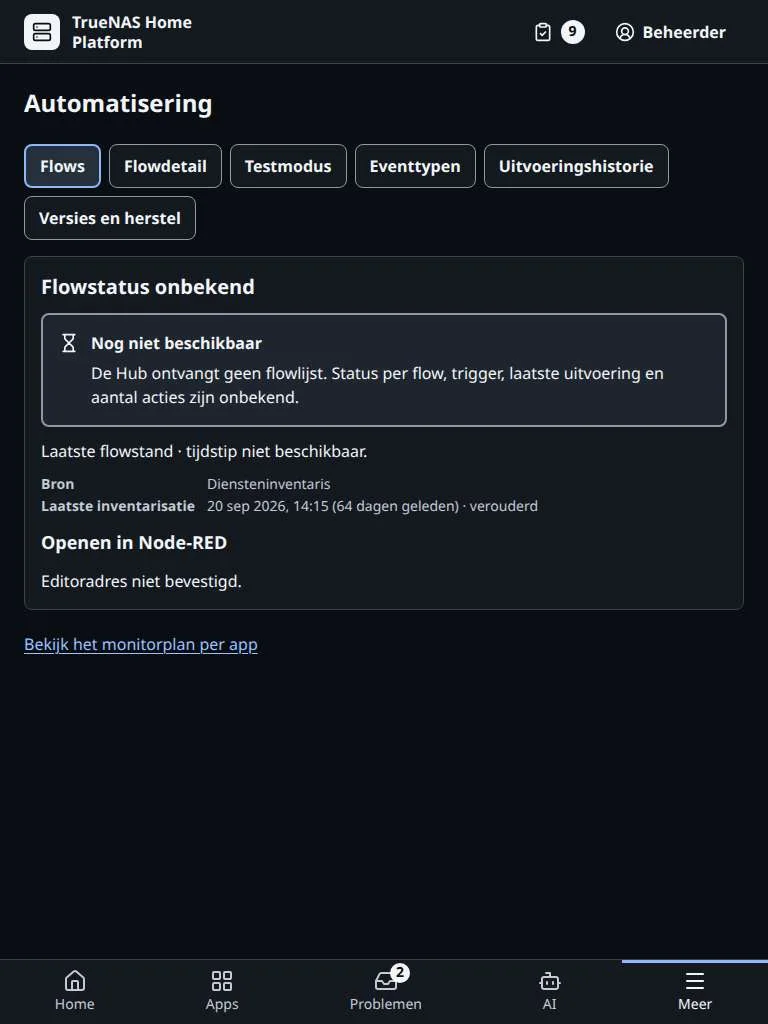 TrueNAS Home
Platform
9
Beheerder
Automatisering
Flows
Flowdetail
Testmodus
Eventtypen
Uitvoeringshistorie
Versies en herstel
Flowstatus onbekend
Nog niet beschikbaar
De Hub ontvangt geen flowlijst. Status per flow, trigger, laatste uitvoering en
aantal acties zijn onbekend.
Laatste flowstand · tijdstip niet beschikbaar.
Bron Diensteninventaris
Laatste inventarisatie 20 sep 2026, 14:15 (64 dagen geleden) · verouderd
Openen in Node-RED
Editoradres niet bevestigd.
Bekijk het monitorplan per app
2
Home
Apps
Problemen
AI
Meer